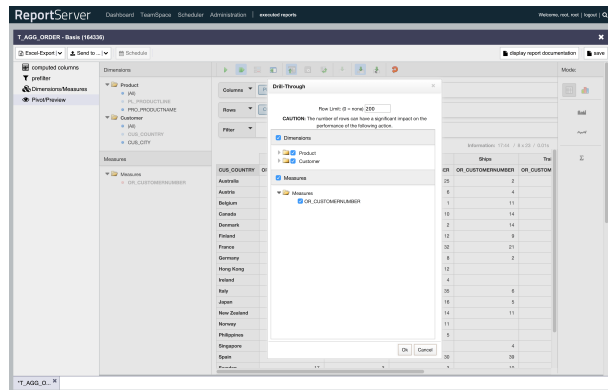 ReportServer Dashboard TeamSpace Scheduler Administration executed reports Welcome, root, root | logout |
T_AGG_ORDER - Basis (164336)
Excel-Export Send to ... Schedule display report documentation save
computed columns
prefilter
Dimensions/Measures
Pivot/Preview
Dimensions
Product
(All)
PL_PRODUCTLINE
PRO_PRODUCTNAME
Customer
(All)
CUS_COUNTRY
CUS_CITY
Measures
Measures
OR_CUSTOMERNUMBER
Columns
Rows
Filter
Drill-Through
Row Limit: (0 = none) 200
CAUTION: The number of rows can have a significant impact on the
performance of the following action.
Dimensions
Product
Customer
Measures
Measures
OR_CUSTOMERNUMBER
Ok Cancel
Mode:
Ships Trai
CUS_COUNTRY ER OR_CUSTOMERNUMBER OR_CUSTOM
Australia 25 2
Austria 6 4
Belgium 1 11
Canada 10 14
Denmark 2 14
Finland 12 9
France 32 21
Germany 8 2
Hong Kong 12
Ireland 4
Italy 35 6
Japan 16 5
New Zealand 14 11
Norway 11
Philippines 5
Singapore 4
Spain 39
*T_AGG_O...